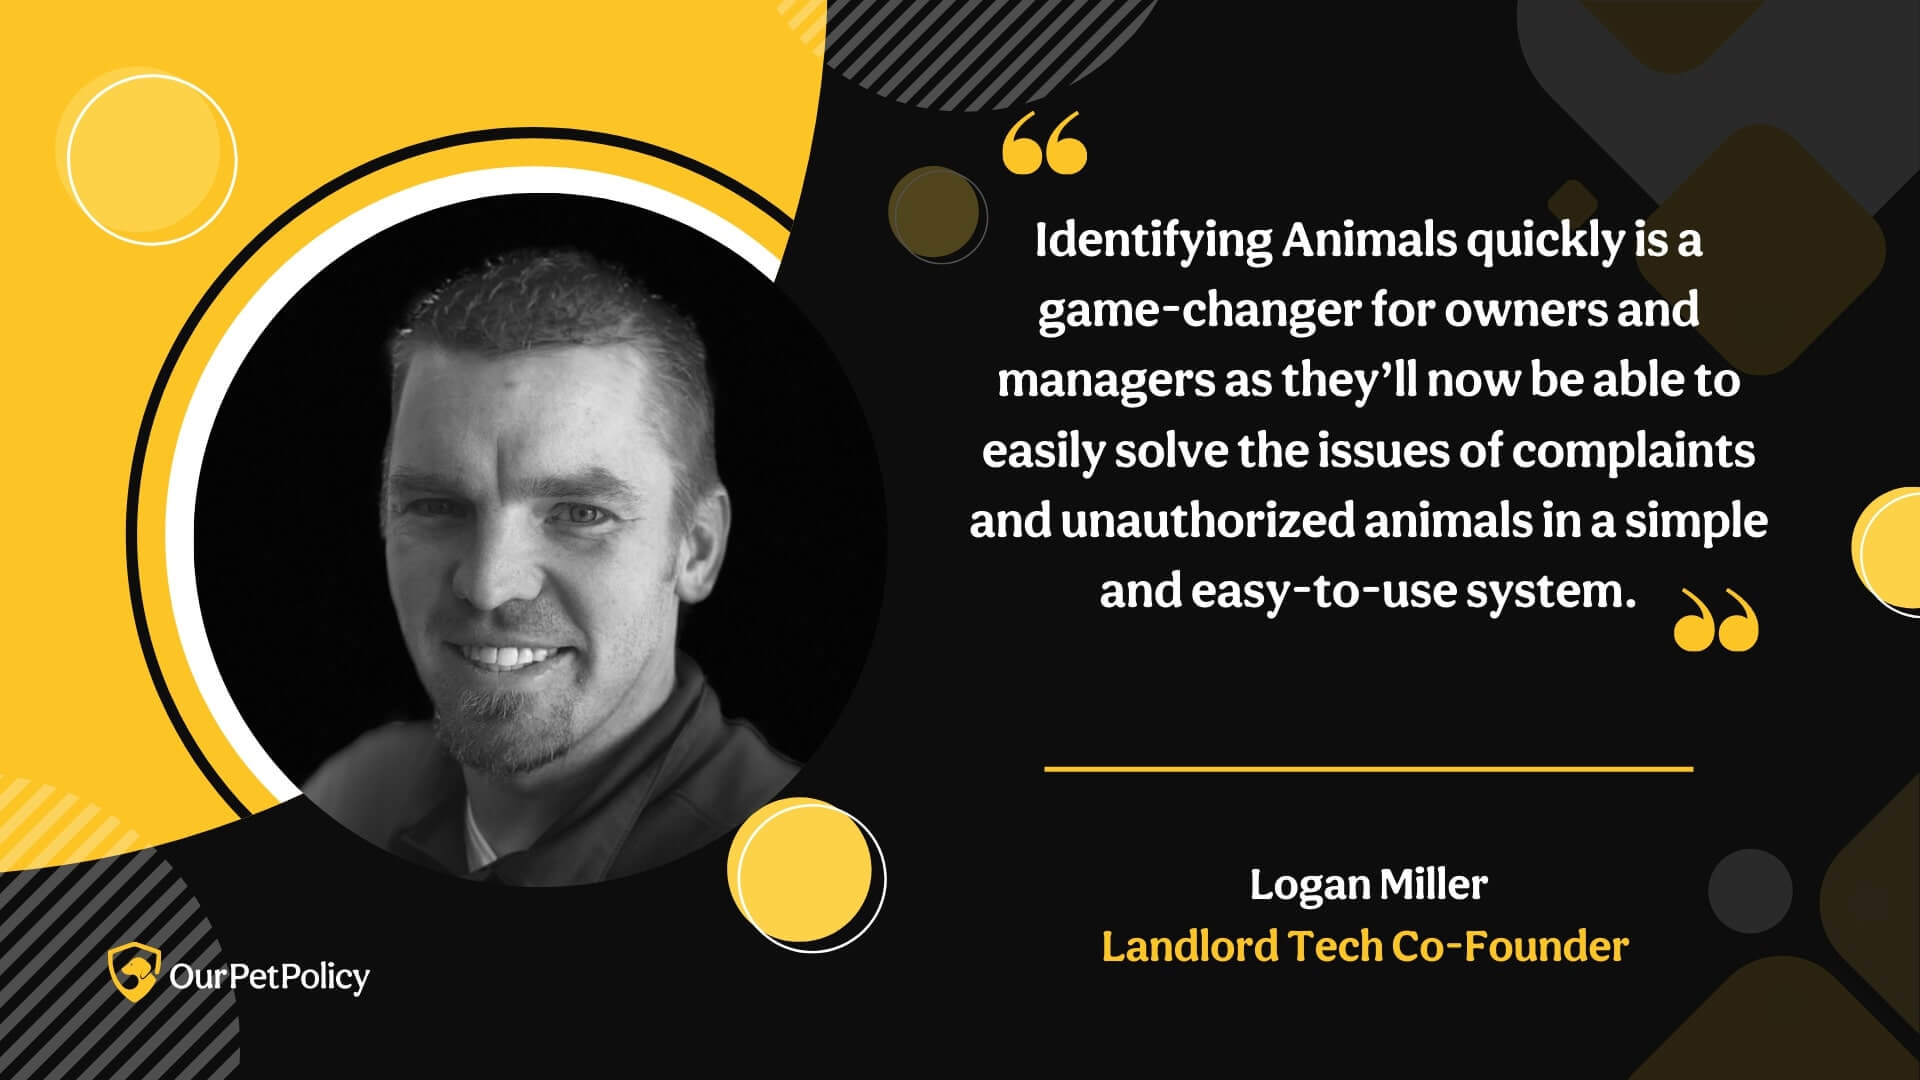 Identifying Animals quickly is a
game-changer for owners and
managers as they’ll now be able to
easily solve the issues of complaints
and unauthorized animals in a simple
and easy-to-use system.
Logan Miller
Landlord Tech Co-Founder
OurPetPolicy